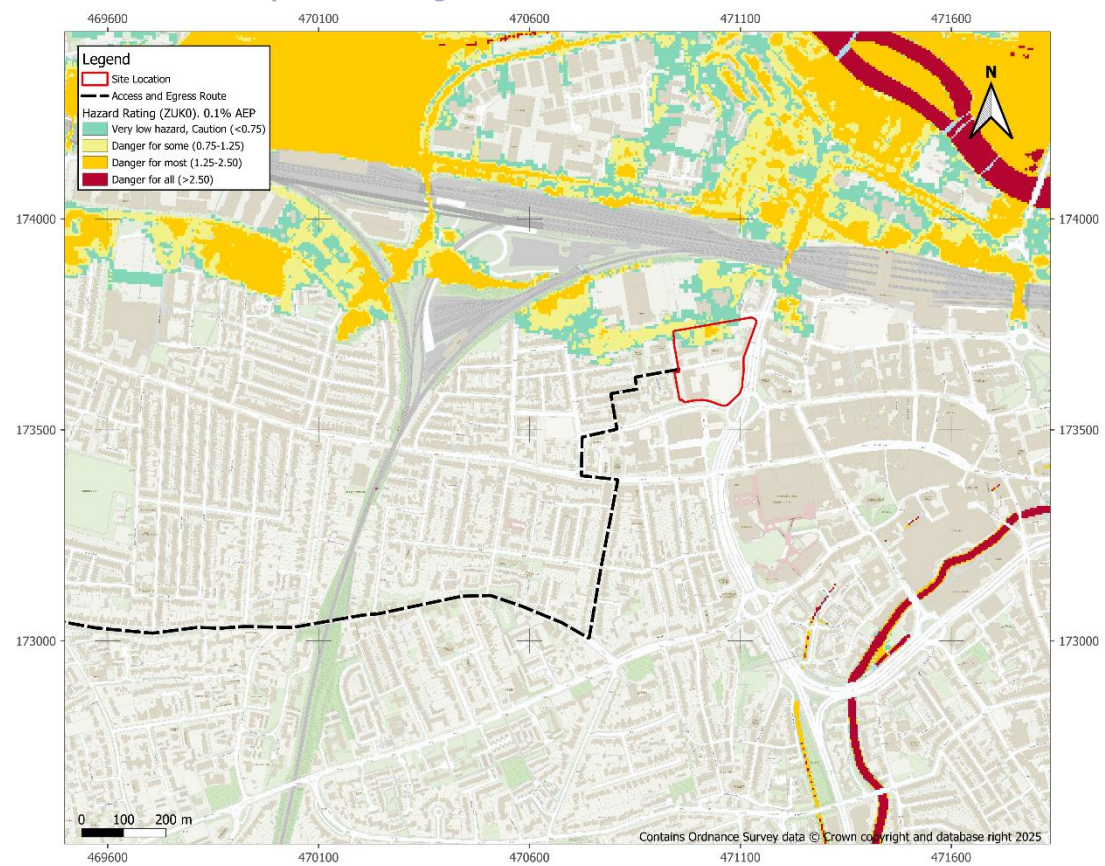 469600 470100 470600 471100 471600
Legend
Site Location
Access and Egress Route
Hazard Rating (ZUK0). 0.1% AEP
Very low hazard, Caution (<0.75)
Danger for some (0.75-1.25)
Danger for most (1.25-2.50)
Danger for all (>2.50)
N
174000 174000
173500 173500
173000 173000
0 100 200 m
Contains Ordnance Survey data © Crown copyright and database right 2025
469600 470100 470600 471100 471600